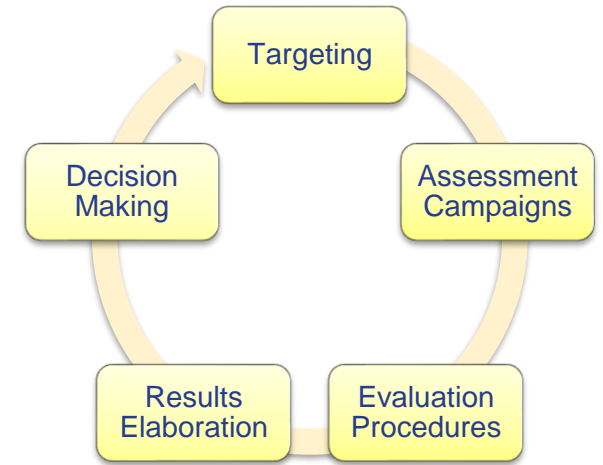 Targeting
Assessment
Campaigns
Evaluation
Procedures
Results
Elaboration
Decision
Making